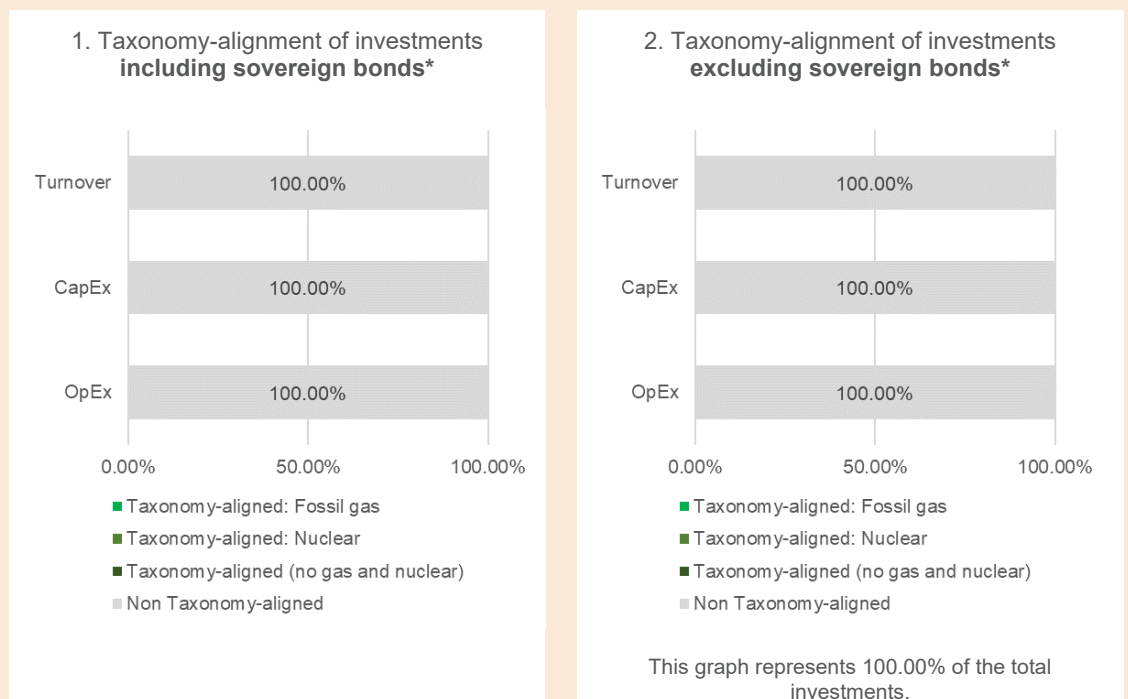 1. Taxonomy-alignment of investments
including sovereign bonds*
Turnover
100.00%
CapEx
100.00%
OpEx
100.00%
0.00%
50.00%
100.00%
Taxonomy-aligned: Fossil gas
Taxonomy-aligned: Nuclear
Taxonomy-aligned (no gas and nuclear)
Non Taxonomy-aligned
2. Taxonomy-alignment of investments
excluding sovereign bonds*
Turnover
100.00%
CapEx
100.00%
OpEx
100.00%
0.00%
50.00%
100.00%
Taxonomy-aligned: Fossil gas
Taxonomy-aligned: Nuclear
Taxonomy-aligned (no gas and nuclear)
Non Taxonomy-aligned
This graph represents 100.00% of the total
investments.